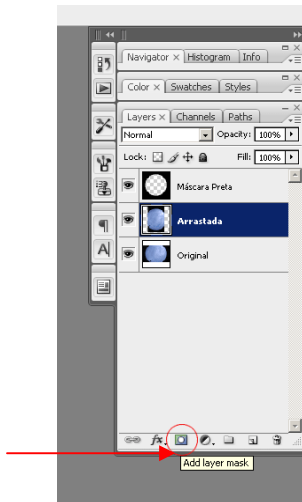 Navigator × Histogram Info
Color × Swatches Styles
Layers × Channels Paths
Normal Opacity: 100%
Lock: Fill: 100%
Máscara Preta
Arrastada
Original
fx.
Add layer mask